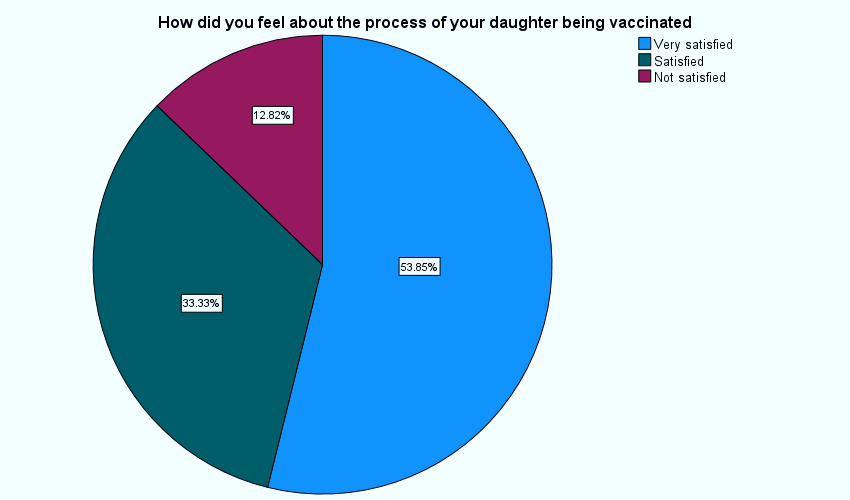 How did you feel about the process of your daughter being vaccinated
Very satisfied
Satisfied
Not satisfied
12.82%
53.85%
33.33%